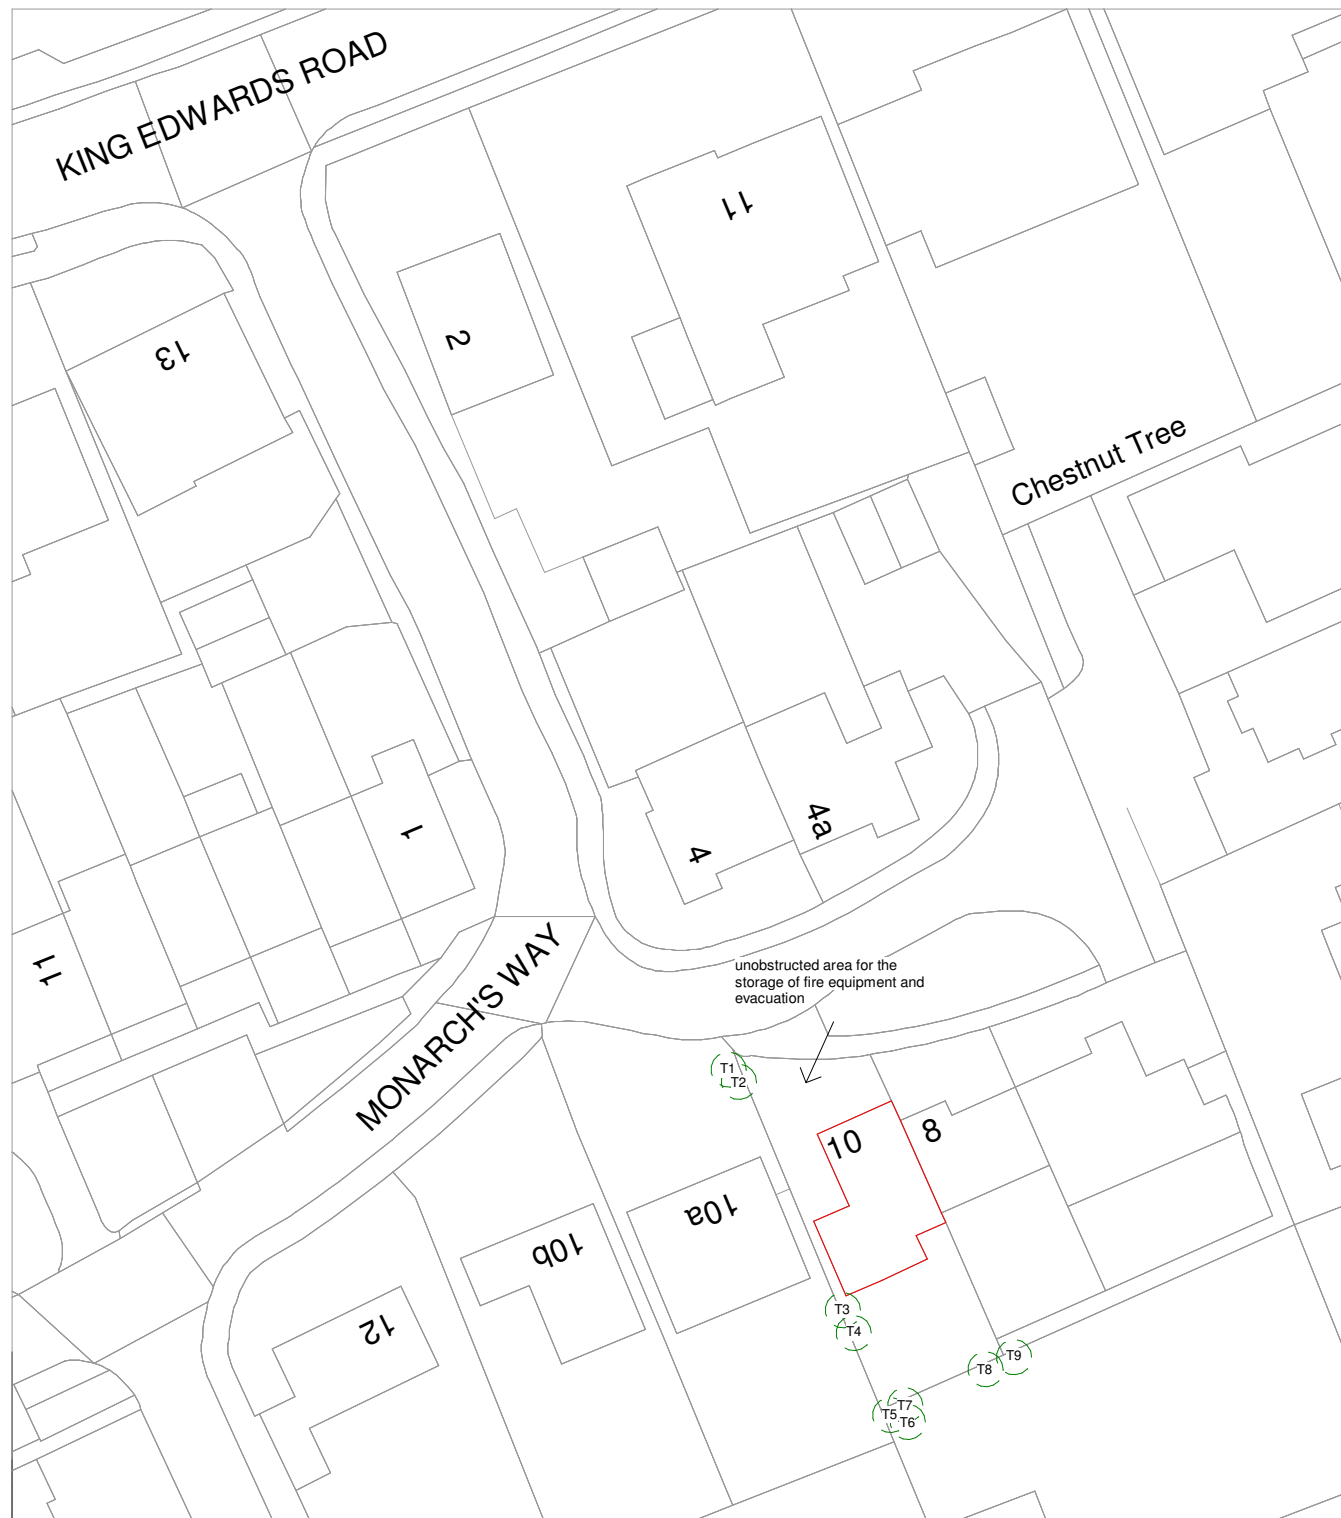 KING EDWARDS ROAD
11
2
13
Chestnut Tree
4a
1
4
11
MONARCH'S WAY
unobstructed area for the
storage of fire equipment and
evacuation
T1
T2
10
8
10a
10b
12
T3
T4
T9
T8
T7
T5
T6